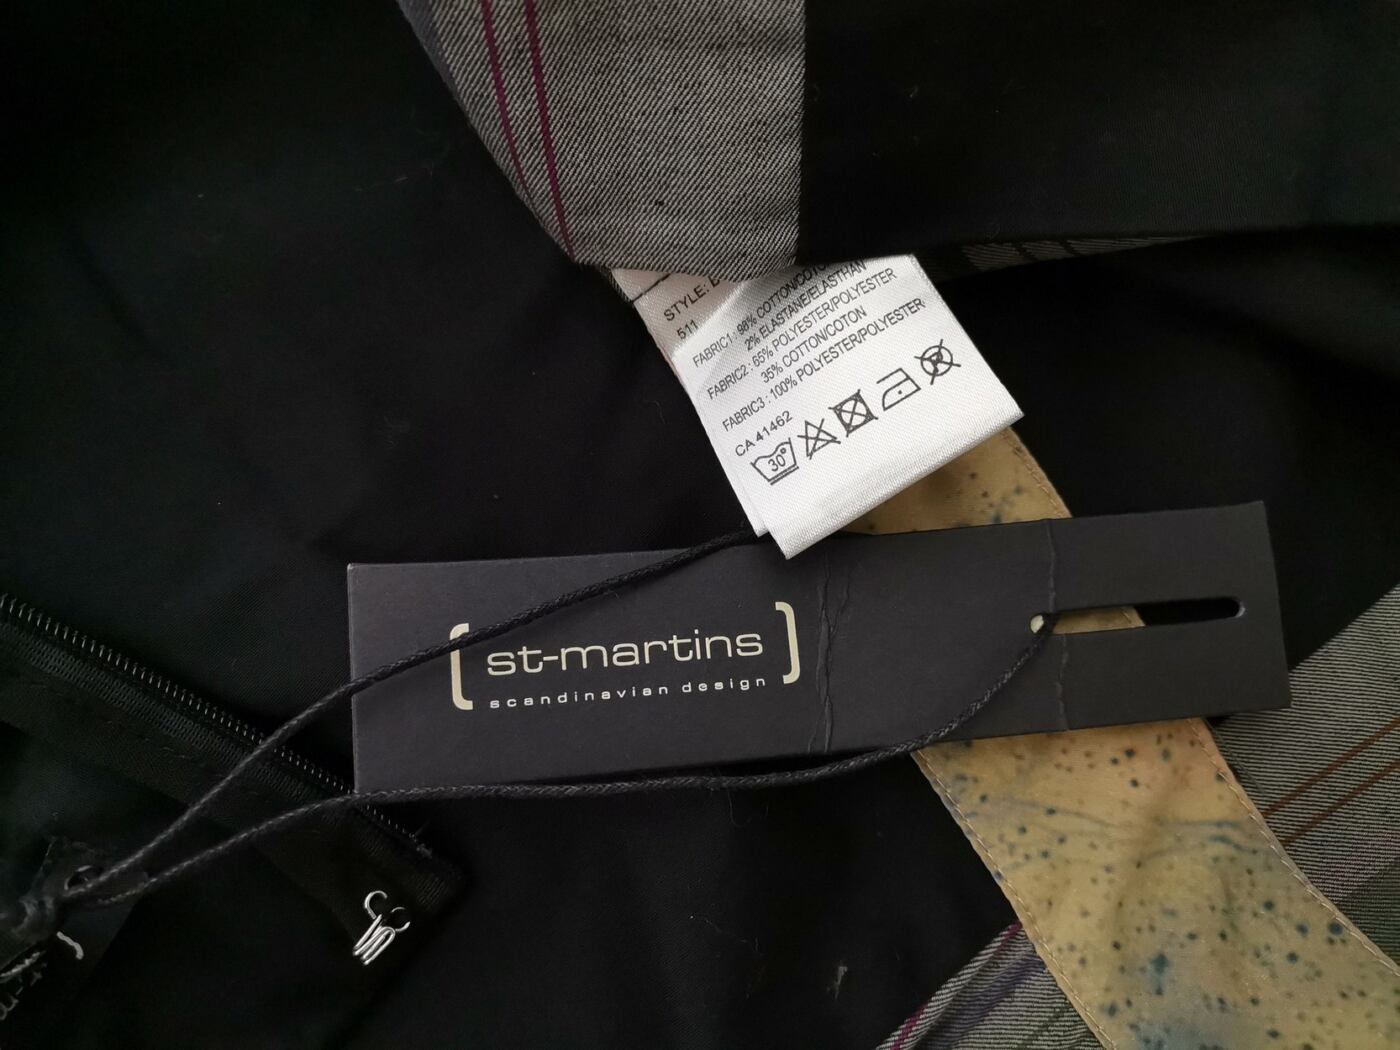 STYLE:
511
FABRIC1 : 98% COTTON/COTO
2% ELASTANE/ELASTHAN
FABRIC2 : 65% POLYESTER/POLYESTER
35% COTTON/COTON
FABRIC3 : 100% POLYESTER/POLYESTER
CA 41462
30°
P
[st-martins]
scandinavian design